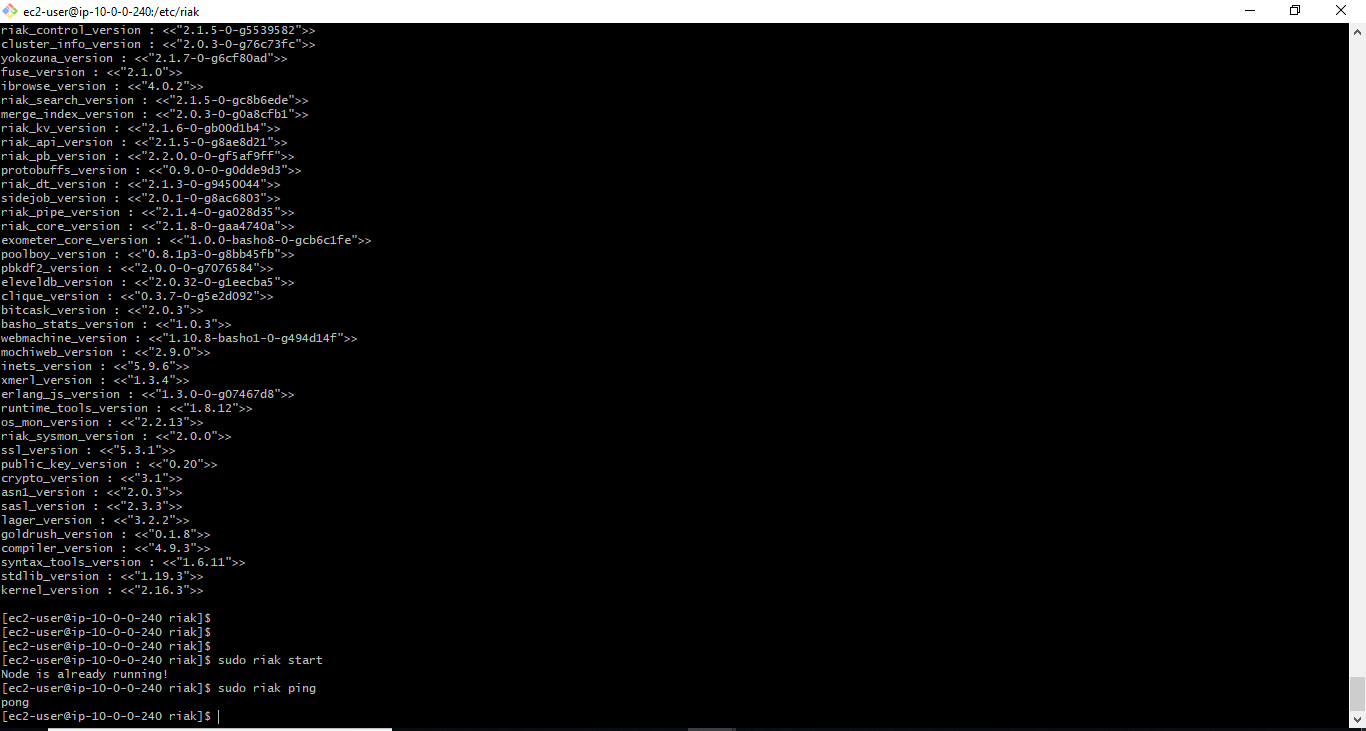 ec2-user@ip-10-0-0-240:/etc/riak
riak_control_version : <<"2.1.5-0-g5539582">>
cluster_info_version : <<"2.0.3-0-g76c73fc">>
yokozuna_version : <<"2.1.7-0-g6cf80ad">>
fuse_version : <<"2.1.0">>
ibrowse_version : <<"4.0.2">>
riak_search_version : <<"2.1.5-0-gc8b6ede">>
merge_index_version : <<"2.0.3-0-g0a8cfb1">>
riak_kv_version : <<"2.1.6-0-gb00d1b4">>
riak_api_version : <<"2.1.5-0-g8ae8d21">>
riak_pb_version : <<"2.2.0.0-0-gf5af9ff">>
protobuffs_version : <<"0.9.0-0-g0dde9d3">>
riak_dt_version : <<"2.1.3-0-g9450044">>
sidejob_version : <<"2.0.1-0-g8ac6803">>
riak_pipe_version : <<"2.1.4-0-ga028d35">>
riak_core_version : <<"2.1.8-0-gaa4740a">>
exometer_core_version : <<"1.0.0-basho8-0-gcb6c1fe">>
poolboy_version : <<"0.8.1p3-0-g8bb45fb">>
pbkdf2_version : <<"2.0.0-0-g7076584">>
eleveldb_version : <<"2.0.32-0-g1eecba5">>
clique_version : <<"0.3.7-0-g5e2d092">>
bitcask_version : <<"2.0.3">>
basho_stats_version : <<"1.0.3">>
webmachine_version : <<"1.10.8-basho1-0-g494d14f">>
mochiweb_version : <<"2.9.0">>
inets_version : <<"5.9.6">>
xmerl_version : <<"1.3.4">>
erlang_js_version : <<"1.3.0-0-g07467d8">>
runtime_tools_version : <<"1.8.12">>
os_mon_version : <<"2.2.13">>
riak_sysmon_version : <<"2.0.0">>
ssl_version : <<"5.3.1">>
public_key_version : <<"0.20">>
crypto_version : <<"3.1">>
asn1_version : <<"2.0.3">>
sasl_version : <<"2.3.3">>
lager_version : <<"3.2.2">>
goldrush_version : <<"0.1.8">>
compiler_version : <<"4.9.3">>
syntax_tools_version : <<"1.6.11">>
stdlib_version : <<"1.19.3">>
kernel_version : <<"2.16.3">>
[ec2-user@ip-10-0-0-240 riak]$
[ec2-user@ip-10-0-0-240 riak]$
[ec2-user@ip-10-0-0-240 riak]$
[ec2-user@ip-10-0-0-240 riak]$ sudo riak start
Node is already running!
[ec2-user@ip-10-0-0-240 riak]$ sudo riak ping
pong
[ec2-user@ip-10-0-0-240 riak]$